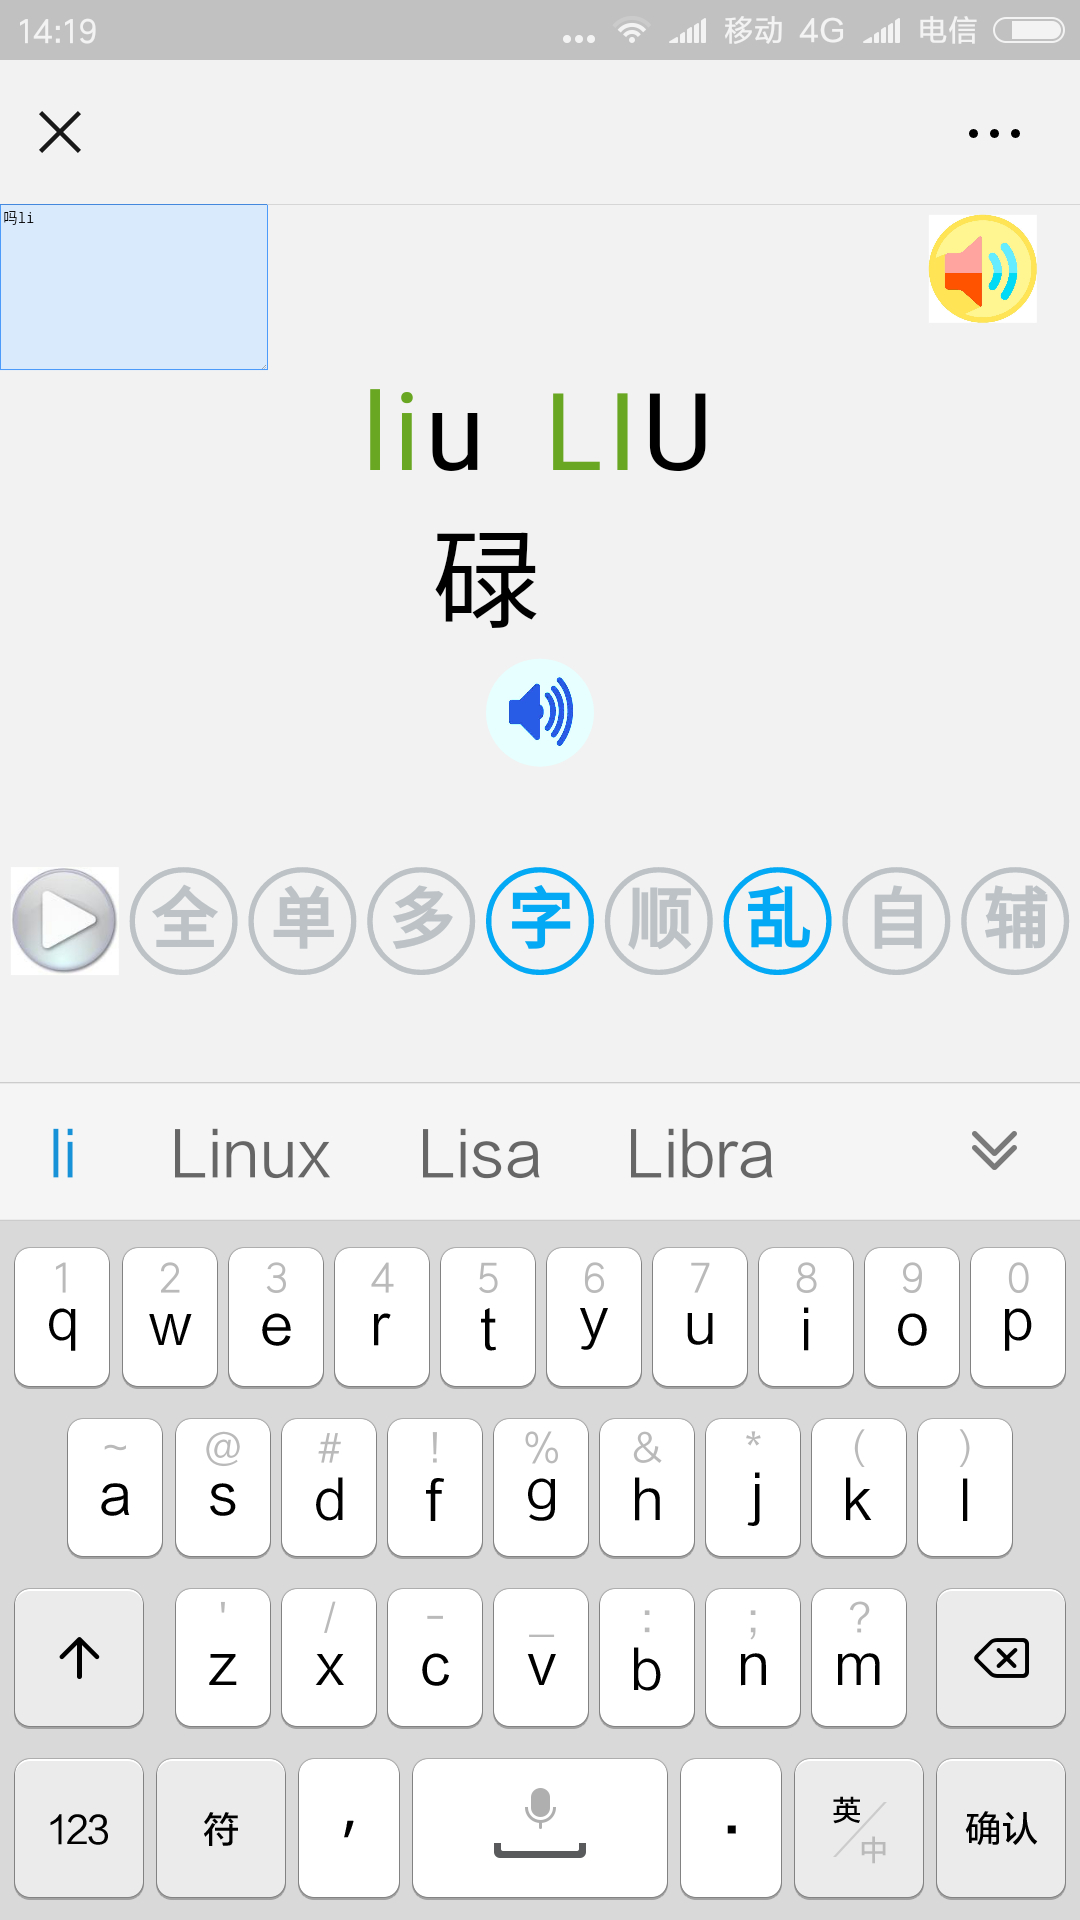 14:19 ... 移动 4G 电信
吗li
liu LIU
碌
全 单 多 字 顺 乱 自 辅
li Linux Lisa Libra
1 2 3 4 5 6 7 8 9 0
q w e r t y u i o p
~ @ # ! % & * ( )
a s d f g h j k l
' / - _ : ; ?
z x c v b n m
123 符 , . 英/中 确认